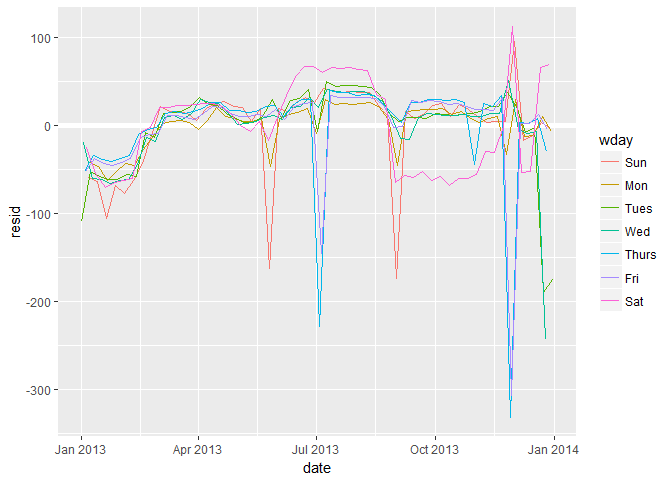 100
0
-100
-200
-300
resid
Jan 2013
Apr 2013
Jul 2013
Oct 2013
Jan 2014
date
wday
Sun
Mon
Tues
Wed
Thurs
Fri
Sat